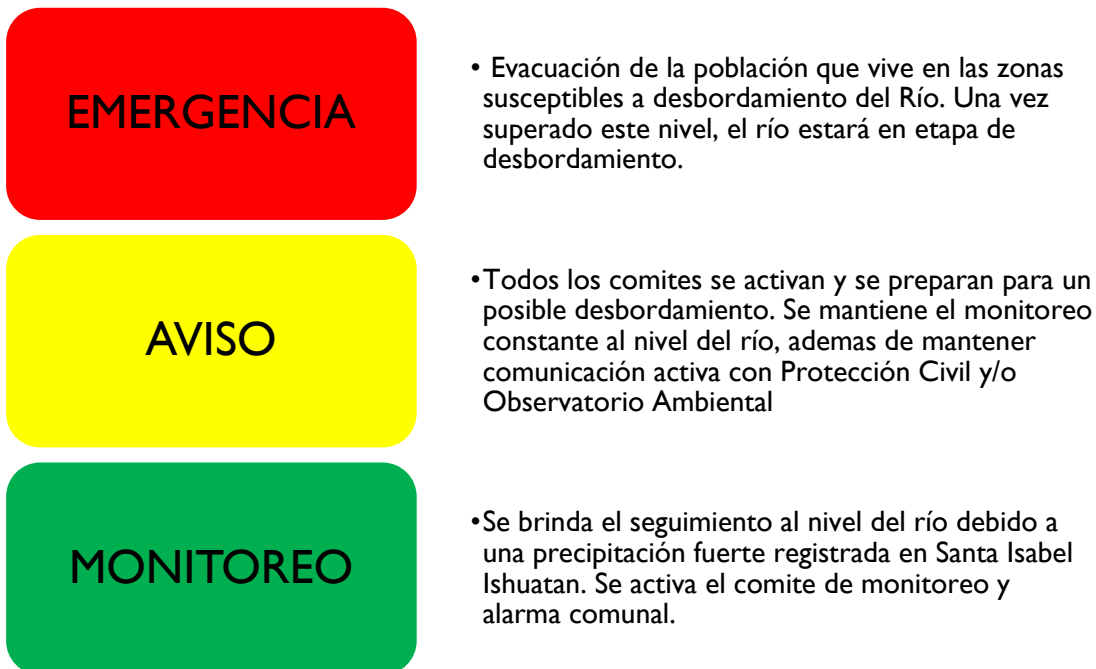 EMERGENCIA
• Evacuación de la población que vive en las zonas
susceptibles a desbordamiento del Río. Una vez
superado este nivel, el río estará en etapa de
desbordamiento.
AVISO
•Todos los comites se activan y se preparan para un
posible desbordamiento. Se mantiene el monitoreo
constante al nivel del río, ademas de mantener
comunicación activa con Protección Civil y/o
Observatorio Ambiental
MONITOREO
•Se brinda el seguimiento al nivel del río debido a
una precipitación fuerte registrada en Santa Isabel
Ishuatan. Se activa el comite de monitoreo y
alarma comunal.